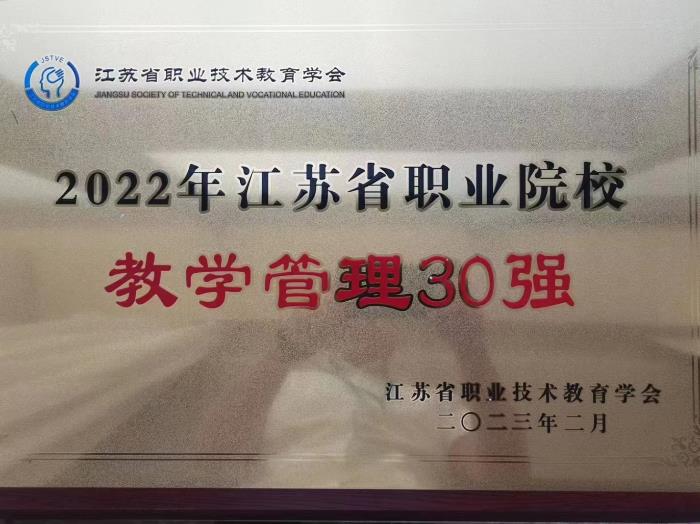 JSTVE
江苏省职业技术教育学会
JIANGSU SOCIETY OF TECHNICAL AND VOCATIONAL EDUCATION
2022年江苏省职业院校
教学管理30强
江苏省职业技术教育学会
二〇二三年二月